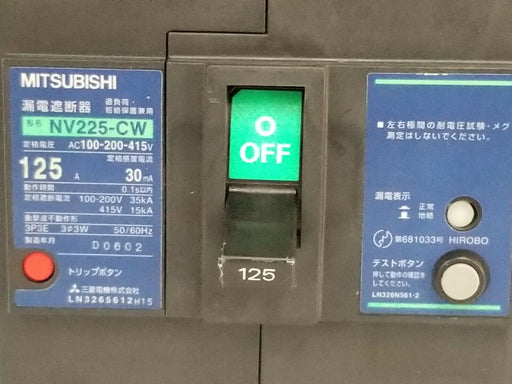 MITSUBISHI
漏電遮断器 過負荷・短絡保護兼用
形名 NV225-CW
定格電圧 AC100-200-415V
定格感度電流
125 A 30mA
動作時間 0.1s以内
定格遮断電流 100-200V 35kA
415V 15kA
衝撃波不動作形
3P3E 3φ3W 50/60Hz
製造年月 D0602
トリップボタン
三菱電機株式会社
LN3265612H15
O
OFF
125
■左右極間の耐電圧試験・メグ
測定はしないでください。
漏電表示
正常
地絡
第681033号 HIROBO
テストボタン
押して動作の確認を
してください。
LN326N561-2